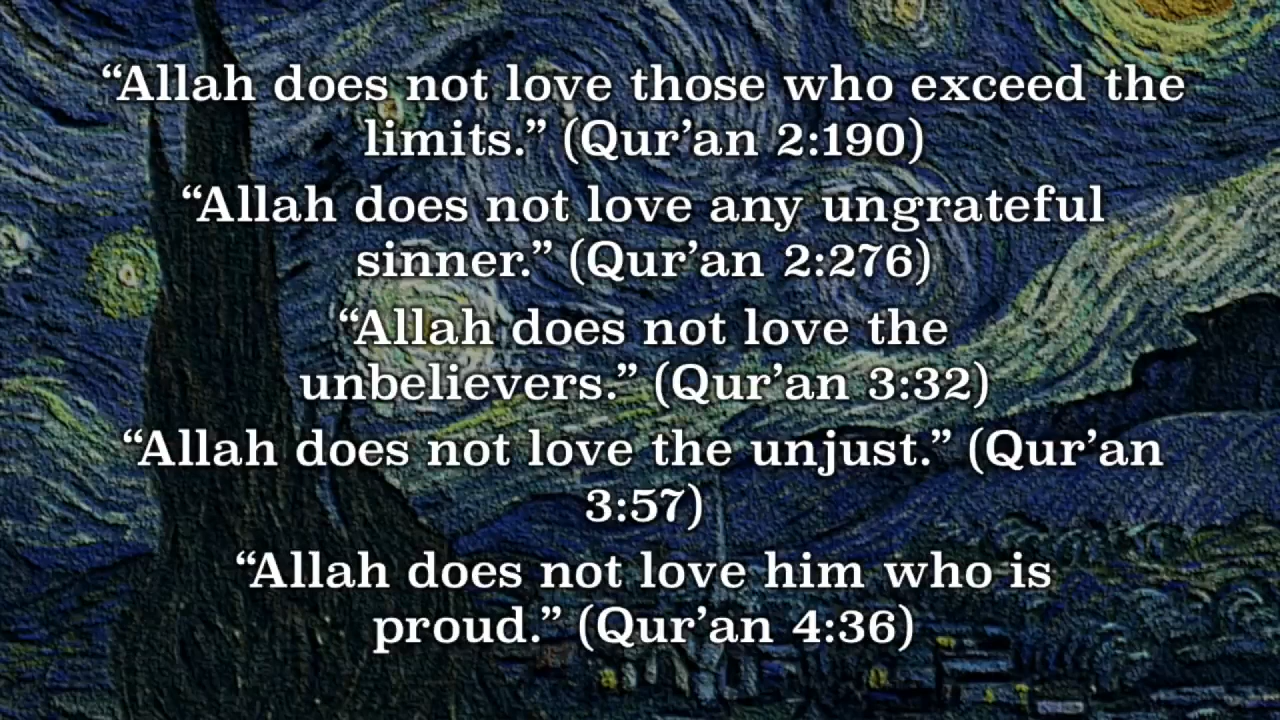 “Allah does not love those who exceed the
limits.” (Qur’an 2:190)
“Allah does not love any ungrateful
sinner.” (Qur’an 2:276)
“Allah does not love the
unbelievers.” (Qur’an 3:32)
“Allah does not love the unjust.” (Qur’an
3:57)
“Allah does not love him who is
proud.” (Qur’an 4:36)